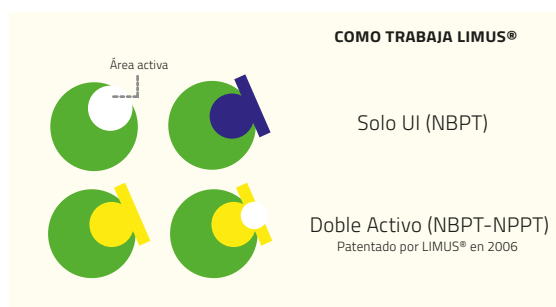 COMO TRABAJA LIMUS®
Área activa
Solo UI (NBPT)
Doble Activo (NBPT-NPPT)
Patentado por LIMUS® en 2006